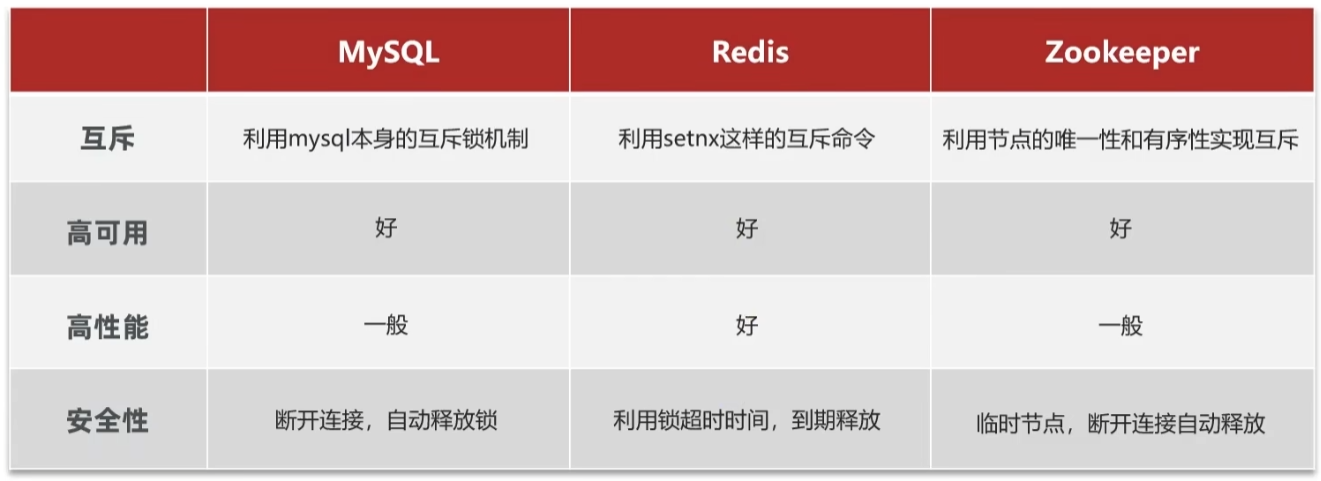 MySQL Redis Zookeeper
互斥 利用mysql本身的互斥锁机制 利用setnx这样的互斥命令 利用节点的唯一性和有序性实现互斥
高可用 好 好 好
高性能 一般 好 一般
安全性 断开连接，自动释放锁 利用锁超时时间，到期释放 临时节点，断开连接自动释放